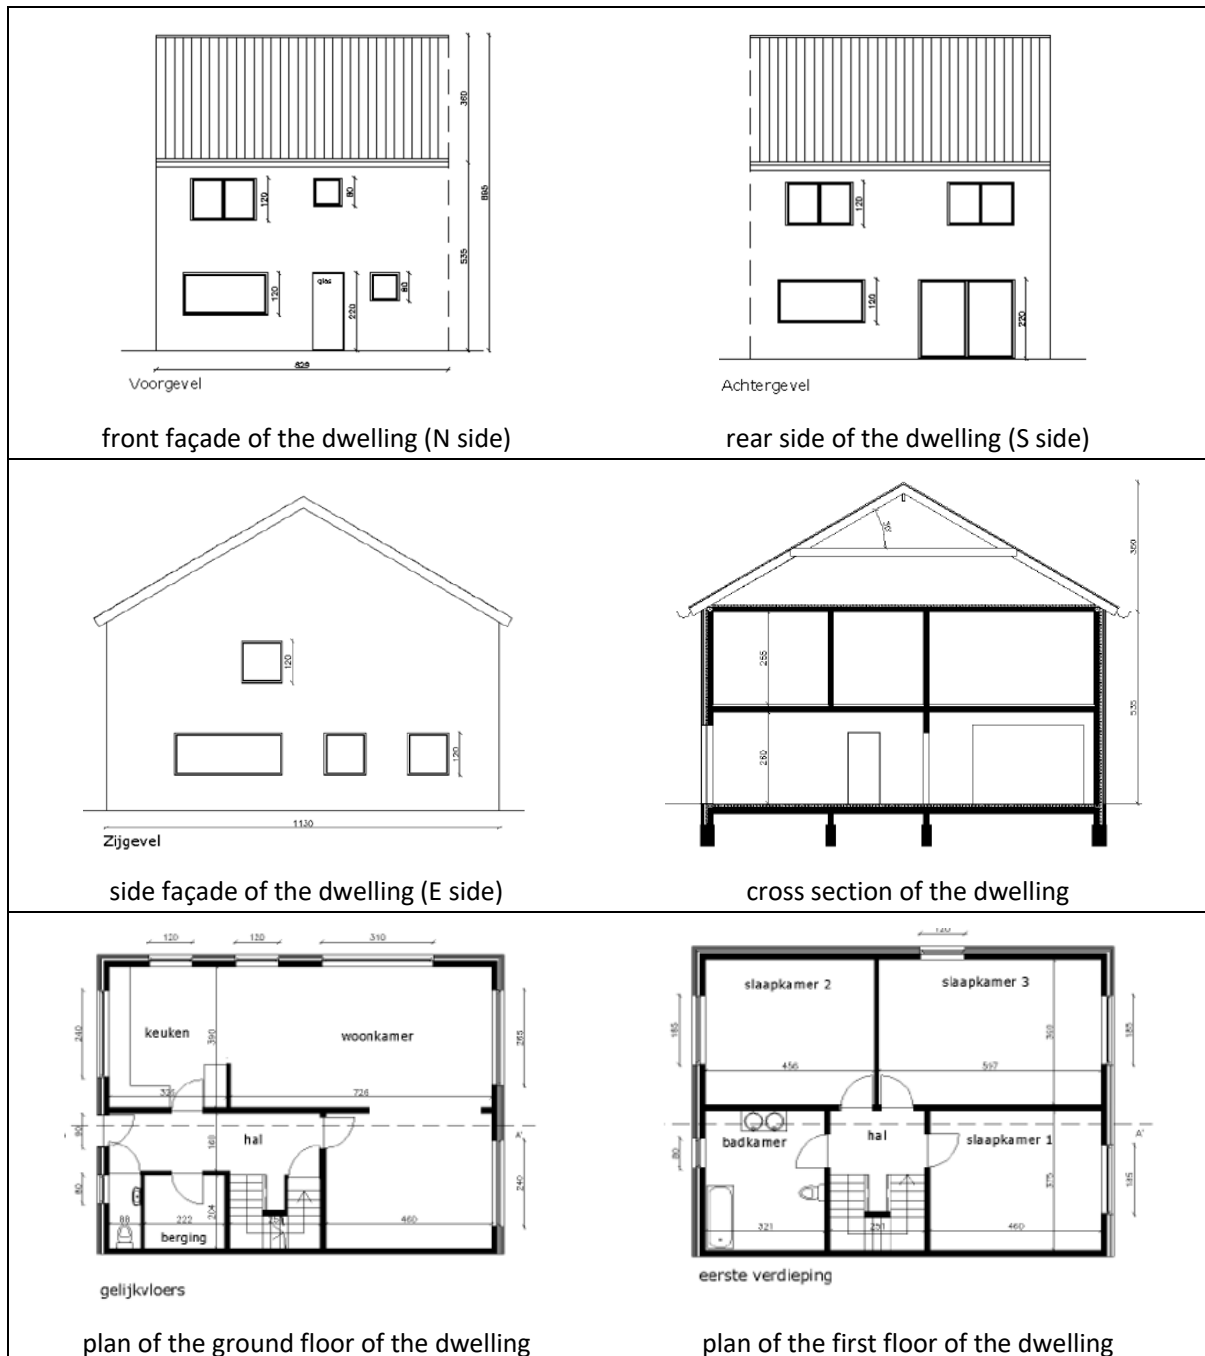 360
895
535
120
80
glas
120
220
80
829
Voorgevel
front façade of the dwelling (N side)
120
120
220
Achtergevel
rear side of the dwelling (S side)
120
120
1130
Zijgevel
side façade of the dwelling (E side)
360
255
535
260
cross section of the dwelling
120 120 310
240
keuken
390
woonkamer
265
726
90
hal
160
A'
80
240
88 222 204
460
berging
gelijkvloers
plan of the ground floor of the dwelling
120
slaapkamer 2
slaapkamer 3
165
185
456
597
badkamer
hal
slaapkamer 1
A'
80
375
321
460
eerste verdieping
plan of the first floor of the dwelling